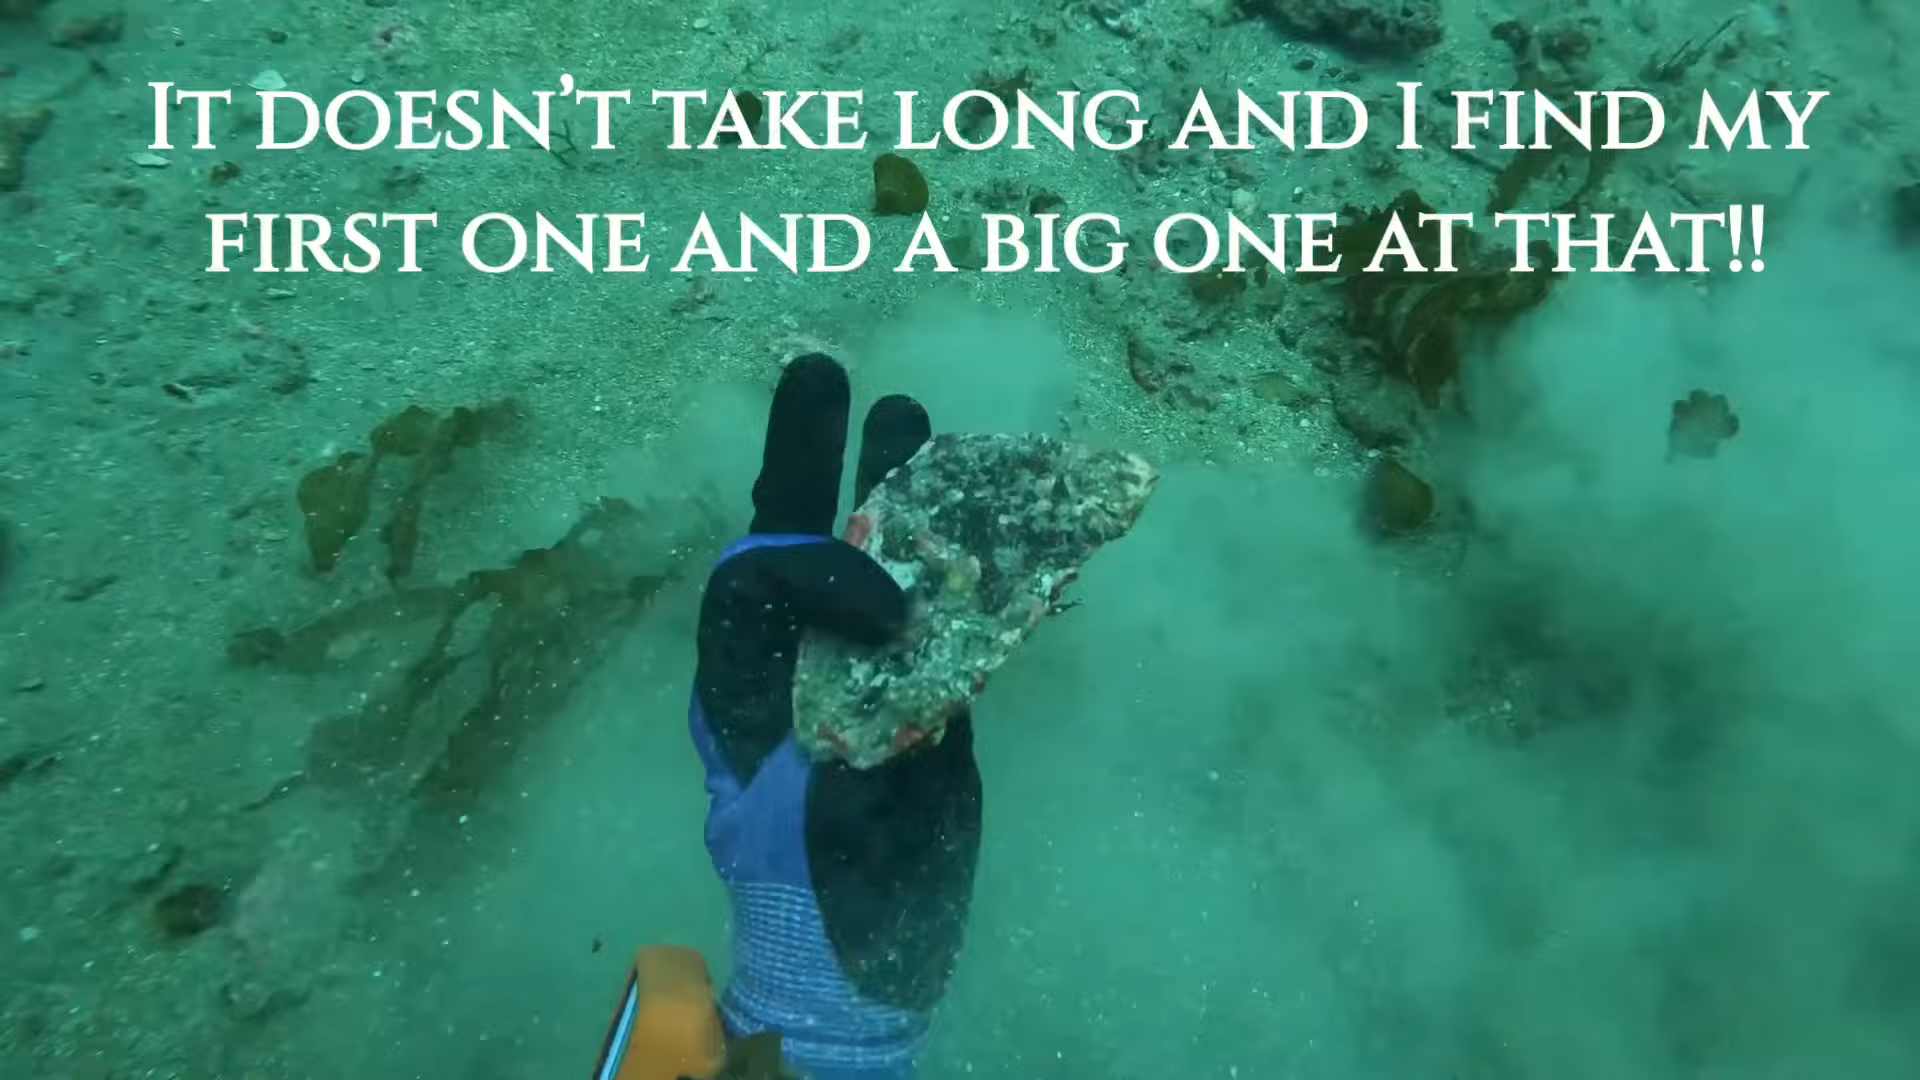 It doesn’t take long and I find my
first one and a big one at that!!